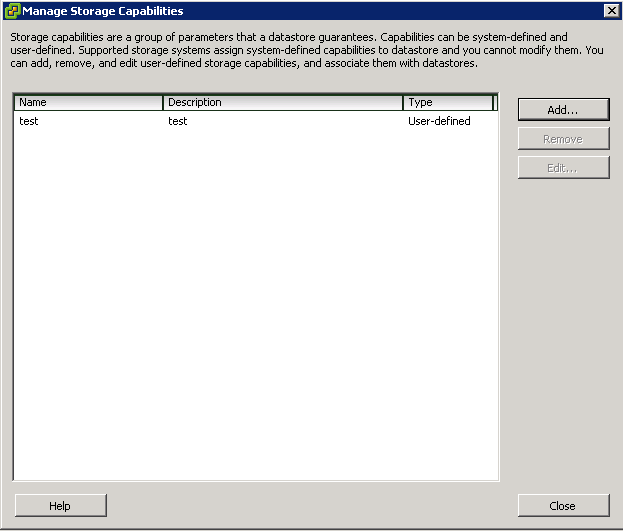 Manage Storage Capabilities
Storage capabilities are a group of parameters that a datastore guarantees. Capabilities can be system-defined and
user-defined. Supported storage systems assign system-defined capabilities to datastore and you cannot modify them. You
can add, remove, and edit user-defined storage capabilities, and associate them with datastores.
Name Description Type
test test User-defined
Add...
Remove
Edit...
Help Close